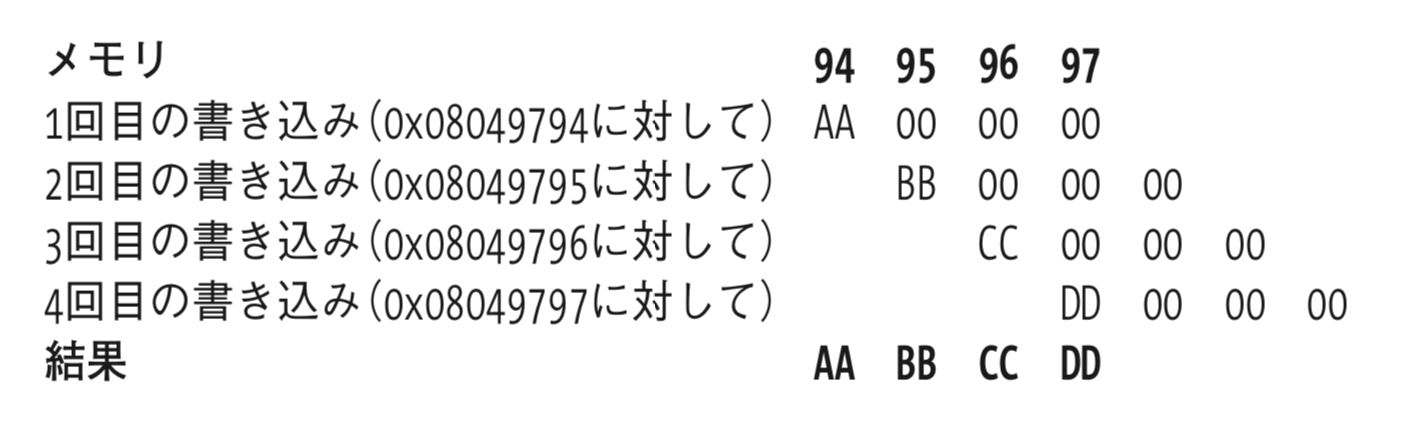 メモリ 94 95 96 97
1回目の書き込み(0x08049794に対して) AA 00 00 00
2回目の書き込み(0x08049795に対して) BB 00 00 00
3回目の書き込み(0x08049796に対して) CC 00 00 00
4回目の書き込み(0x08049797に対して) DD 00 00 00
結果 AA BB CC DD